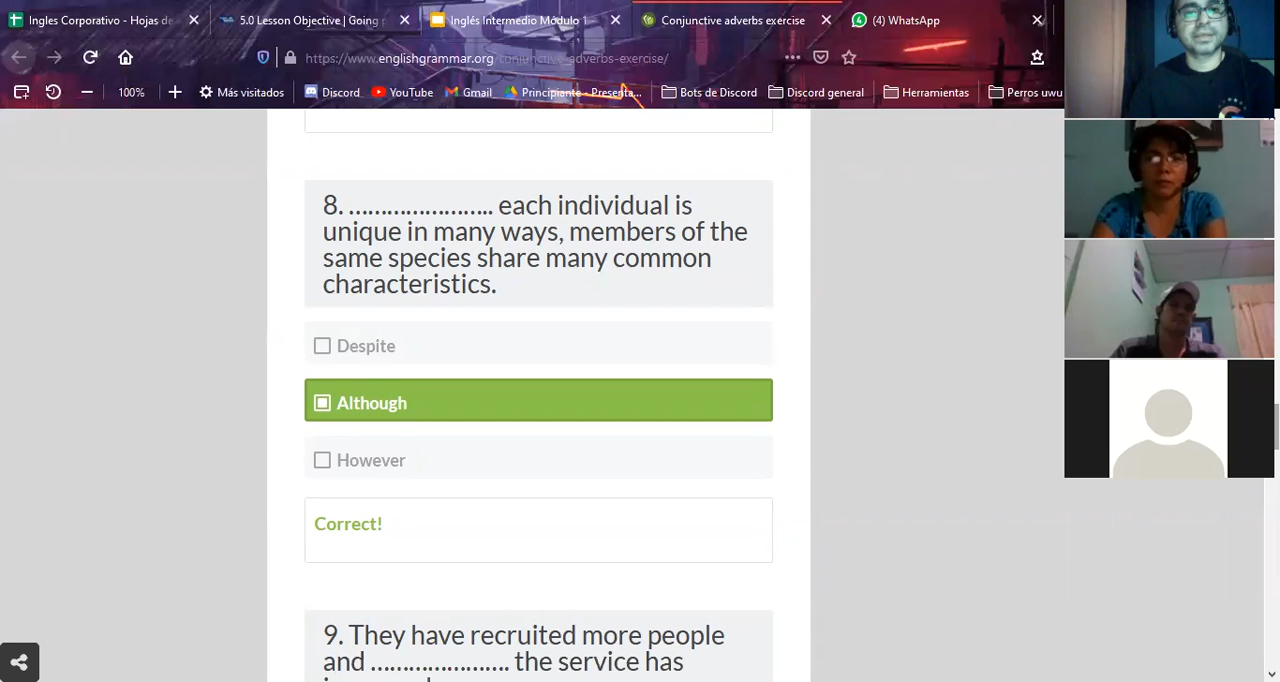 Ingles Corporativo - Hojas de
5.0 Lesson Objective | Going p
Inglés Intermedio Módulo 1 -
Conjunctive adverbs exercise
(4) WhatsApp
https://www.englishgrammar.org/conjunctive-adverbs-exercise/
100%
Más visitados
Discord
YouTube
Gmail
Principiante - Presenta...
Bots de Discord
Discord general
Herramientas
Perros uwu
8. ………………….. each individual is
unique in many ways, members of the
same species share many common
characteristics.
Despite
Although
However
Correct!
9. They have recruited more people
and …………………. the service has